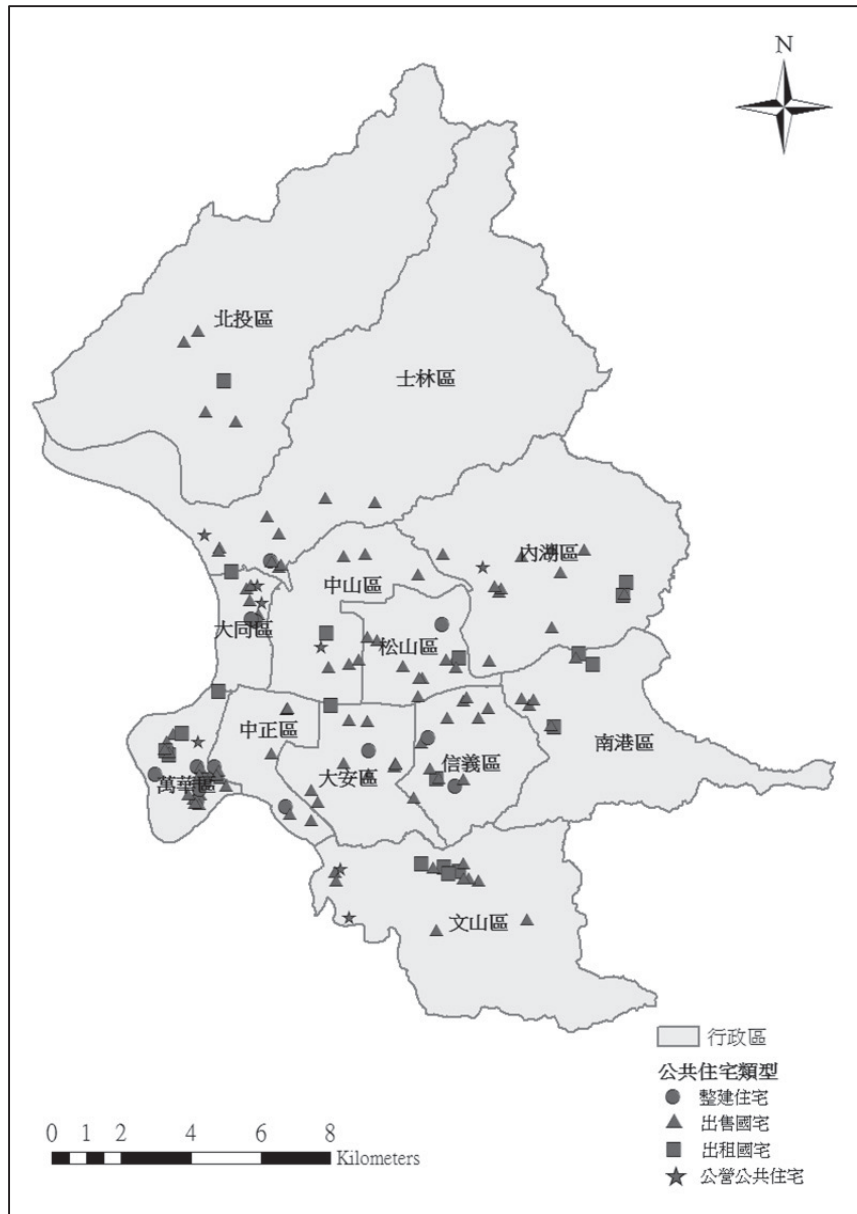 N
北投區
士林區
內湖區
中山區
大同區
松山區
中正區
南港區
信義區
大安區
萬華區
文山區
行政區
公共住宅類型
整建住宅
出售國宅
出租國宅
公營公共住宅
0 1 2 4 6 8
Kilometers